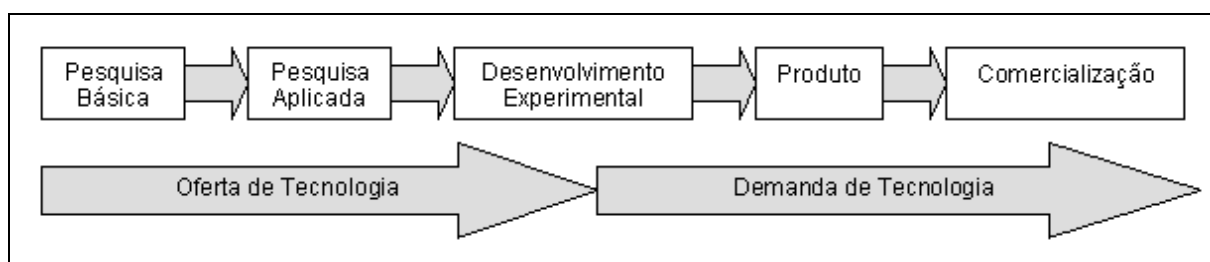 Pesquisa
Básica
Pesquisa
Aplicada
Desenvolvimento
Experimental
Produto
Comercialização
Oferta de Tecnologia
Demanda de Tecnologia